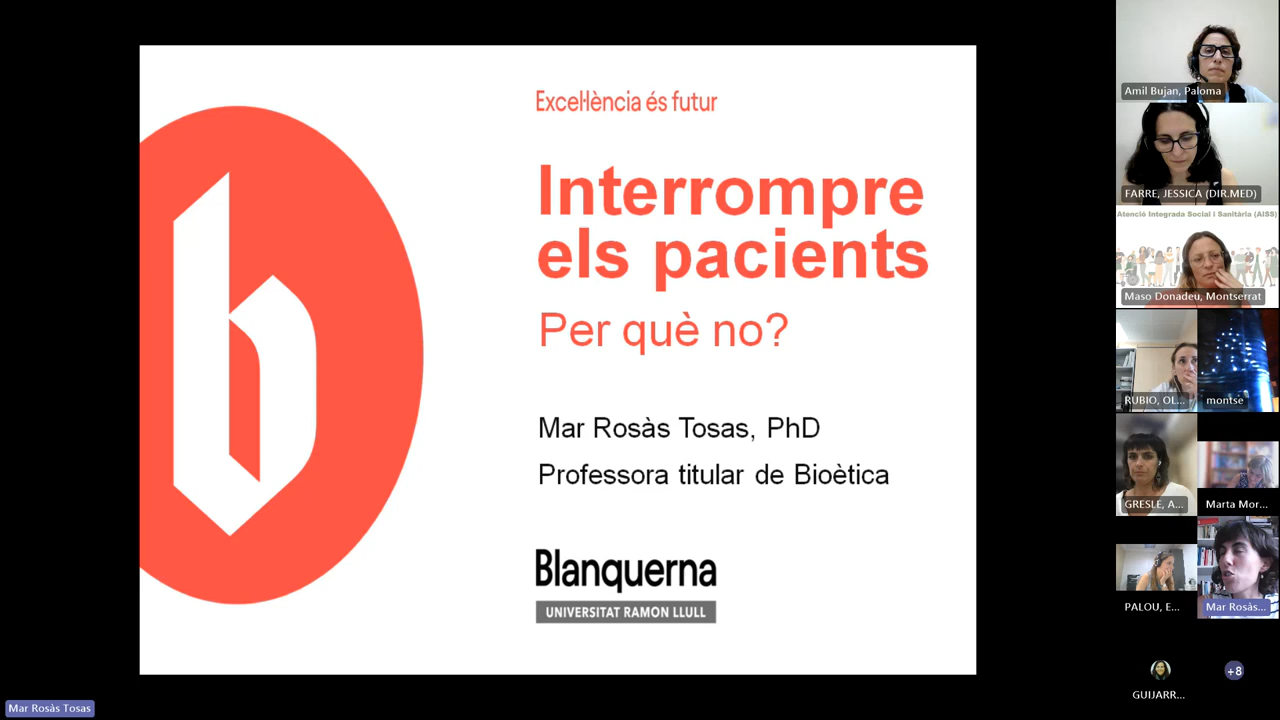 Excel·lència és futur
Interrompre
els pacients
Per què no?
Mar Rosàs Tosas, PhD
Professora titular de Bioètica
Blanquerna
UNIVERSITAT RAMON LLULL
Mar Rosàs Tosas
Amil Bujan, Paloma
FARRE, JESSICA (DIR.MED)
Atenció Integrada Social i Sanitària (AISS)
Maso Donadeu, Montserrat
RUBIO, OL...
montse
GRESLE, A...
Marta Mor...
PALOU, E...
Mar Rosàs...
GUIJARR...
+8